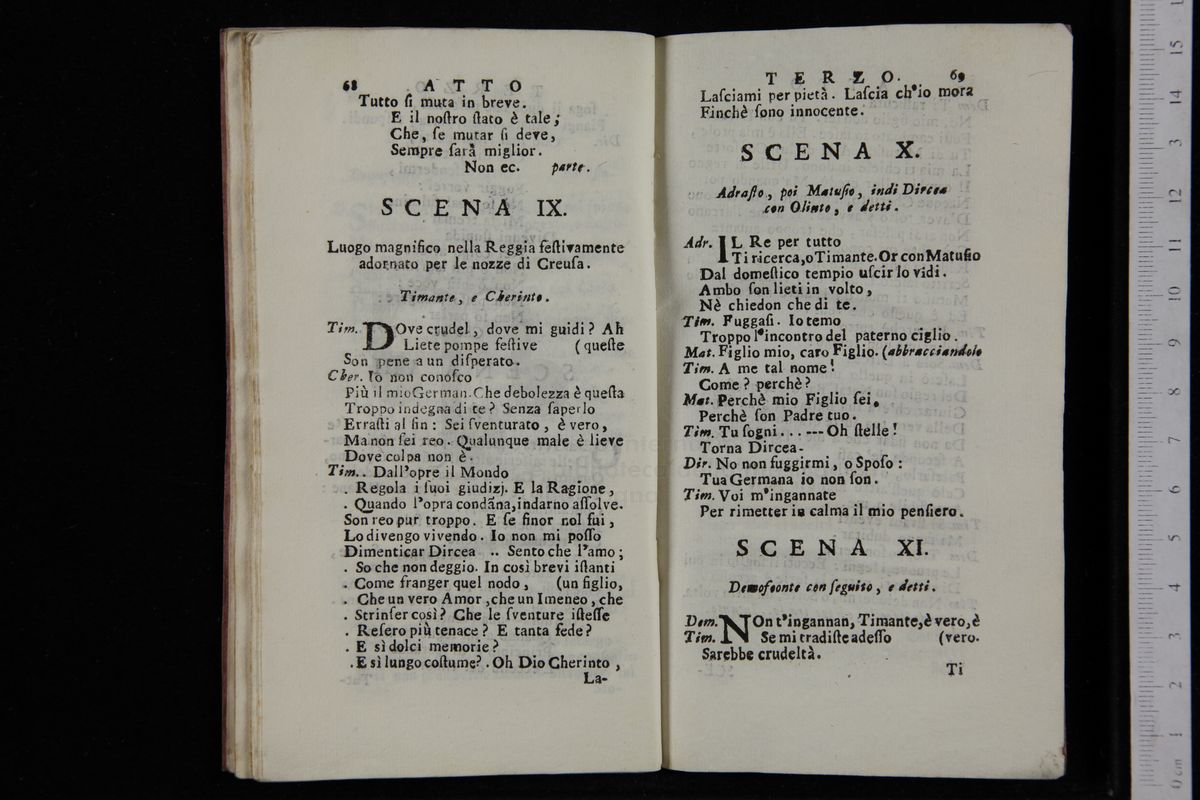 68 ATTO
Tutto ſi muta in breve.
E il noſtro ſtato è tale;
Che, ſe mutar ſi deve,
Sempre ſarà miglior.
Non ec. parte.
SCENA IX.
Luogo magnifico nella Reggia feſtivamente
adornato per le nozze di Creuſa.
Timante, e Cherinto.
Tim. DOve crudel, dove mi guidi? Ah
Liete pompe feſtive (queſte
Son pene a un diſperato.
Cher. Io non conoſco
Più il mio German. Che debolezza è queſta
Troppo indegna di te? Senza ſaperlo
Erraſti al fin: Sei ſventurato, è vero,
Ma non ſei reo. Qualunque male è lieve
Dove colpa non è.
Tim.. Dall'opre il Mondo
. Regola i ſuoi giudizj. E la Ragione,
. Quando l'opra condãna, indarno aſſolve.
Son reo pur troppo. E ſe finor nol fui,
Lo divengo vivendo. Io non mi poſſo
Dimenticar Dircea .. Sento che l'amo;
. So che non deggio. In così brevi iſtanti
. Come franger quel nodo, (un figlio,
. Che un vero Amor, che un Imeneo, che
. Strinſer così? Che le ſventure iſteſſe
. Reſero più tenace? E tanta fede?
. E sì dolci memorie?
. E sì lungo coſtume? . Oh Dio Cherinto,
La-
TERZO. 69
Laſciami per pietà. Laſcia ch'io mora
Finchè ſono innocente.
SCENA X.
Adraſto, poi Matuſio, indi Dircea
con Olinto, e detti.
Adr. IL Re per tutto
Ti ricerca, o Timante. Or con Matuſio
Dal domeſtico tempio uſcir lo vidi.
Ambo ſon lieti in volto,
Nè chiedon che di te.
Tim. Fuggaſi. Io temo
Troppo l'incontro del paterno ciglio.
Mat. Figlio mio, caro Figlio. (abbracciandolo
Tim. A me tal nome!
Come? perchè?
Mat. Perchè mio Figlio ſei.
Perchè ſon Padre tuo.
Tim. Tu ſogni... --- Oh ſtelle!
Torna Dircea.
Dir. No non fuggirmi, o Spoſo:
Tua Germana io non ſon.
Tim. Voi m'ingannate
Per rimetter in calma il mio penſiero.
SCENA XI.
Demofoonte con ſeguito, e detti.
Dem. NOn t'ingannan, Timante, è vero, è
Tim. Se mi tradiſte adeſſo (vero.
Sarebbe crudeltà.
Ti